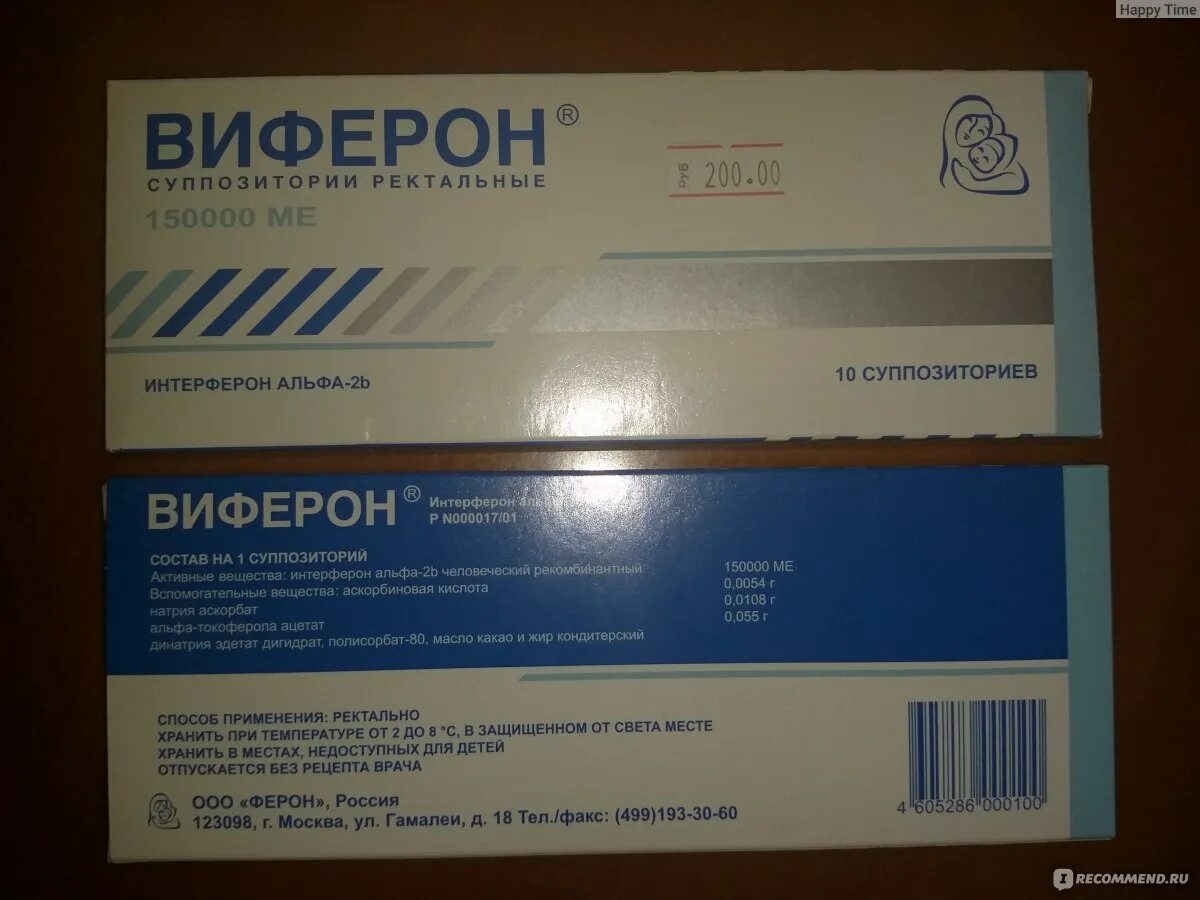 Happy Time
ВИФЕРОН®
СУППОЗИТОРИИ РЕКТАЛЬНЫЕ
150000 МЕ
руб 200.00
ИНТЕРФЕРОН АЛЬФА-2b
10 СУППОЗИТОРИЕВ
ВИФЕРОН®
Интерферон
Р N000017/01
СОСТАВ НА 1 СУППОЗИТОРИЙ
Активные вещества: интерферон альфа-2b человеческий рекомбинантный 150000 МЕ
Вспомогательные вещества: аскорбиновая кислота 0,0054 г
натрия аскорбат 0,0108 г
альфа-токоферола ацетат 0,055 г
динатрия эдетат дигидрат, полисорбат-80, масло какао и жир кондитерский
СПОСОБ ПРИМЕНЕНИЯ: РЕКТАЛЬНО
ХРАНИТЬ ПРИ ТЕМПЕРАТУРЕ ОТ 2 ДО 8 °С, В ЗАЩИЩЕННОМ ОТ СВЕТА МЕСТЕ
ХРАНИТЬ В МЕСТАХ, НЕДОСТУПНЫХ ДЛЯ ДЕТЕЙ
ОТПУСКАЕТСЯ БЕЗ РЕЦЕПТА ВРАЧА
ООО «ФЕРОН», Россия
123098, г. Москва, ул. Гамалеи, д. 18 Тел./факс: (499)193-30-60
4 605286 000100
IRECOMMEND.RU